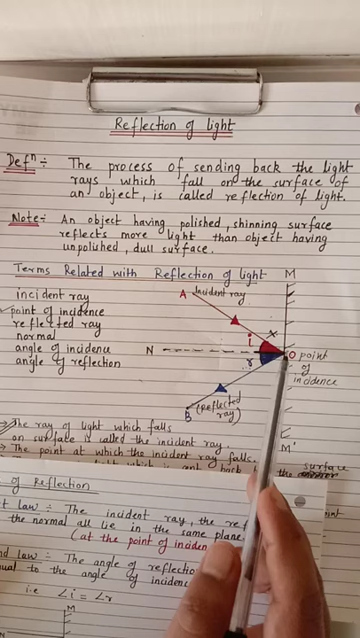 Reflection of light
Defⁿ:- The process of sending back the light
rays which fall on the surface of
an object, is called reflection of light.
Note:- An object having polished, shinning surface
reflects more light than object having
unpolished, dull surface.
Terms Related with Reflection of light
M
incident ray
A Incident ray
point of incidence
reflected ray
normal
angle of incidence
angle of reflection
i
x
N
O point
of
incidence
r
B (reflected
ray)
M'
→ The ray of light which falls
on surface is called the incident ray.
→ The point at which the incident ray falls
surface
of Reflection
law :- The incident ray, the
the normal all lie in the same plane
(at the point of
law :- The angle of
to the angle of
i.e ∠i = ∠r
M